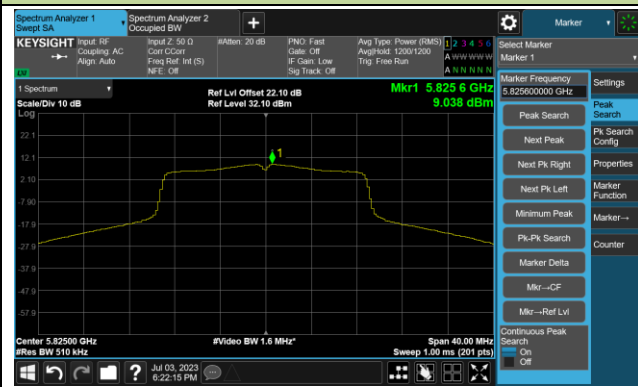 Spectrum Analyzer 1
Swept SA
Spectrum Analyzer 2
Occupied BW
+
Marker
KEYSIGHT
Input: RF
Coupling: AC
Align: Auto
Input Z: 50 Ω
Corr CCorr
Freq Ref: Int (S)
NFE: Off
#Atten: 20 dB
PNO: Fast
Gate: Off
IF Gain: Low
Sig Track: Off
Avg Type: Power (RMS)
Avg|Hold: 1200/1200
Trig: Free Run
1 2 3 4 5 6
A W W W W W
A N N N N N
LXI
Select Marker
Marker 1
1 Spectrum
Scale/Div 10 dB
Log
Ref Lvl Offset 22.10 dB
Ref Level 32.10 dBm
Mkr1 5.825 6 GHz
9.038 dBm
22.1
12.1
2.10
-7.90
-17.9
-27.9
-37.9
-47.9
-57.9
1
Center 5.82500 GHz
#Res BW 510 kHz
#Video BW 1.6 MHz*
Span 40.00 MHz
Sweep 1.00 ms (201 pts)
Marker Frequency
5.825600000 GHz
Peak Search
Next Peak
Next Pk Right
Next Pk Left
Minimum Peak
Pk-Pk Search
Marker Delta
Mkr→CF
Mkr→Ref Lvl
Continuous Peak
Search
On
Off
Settings
Peak
Search
Pk Search
Config
Properties
Marker
Function
Marker→
Counter
?
Jul 03, 2023
6:22:15 PM